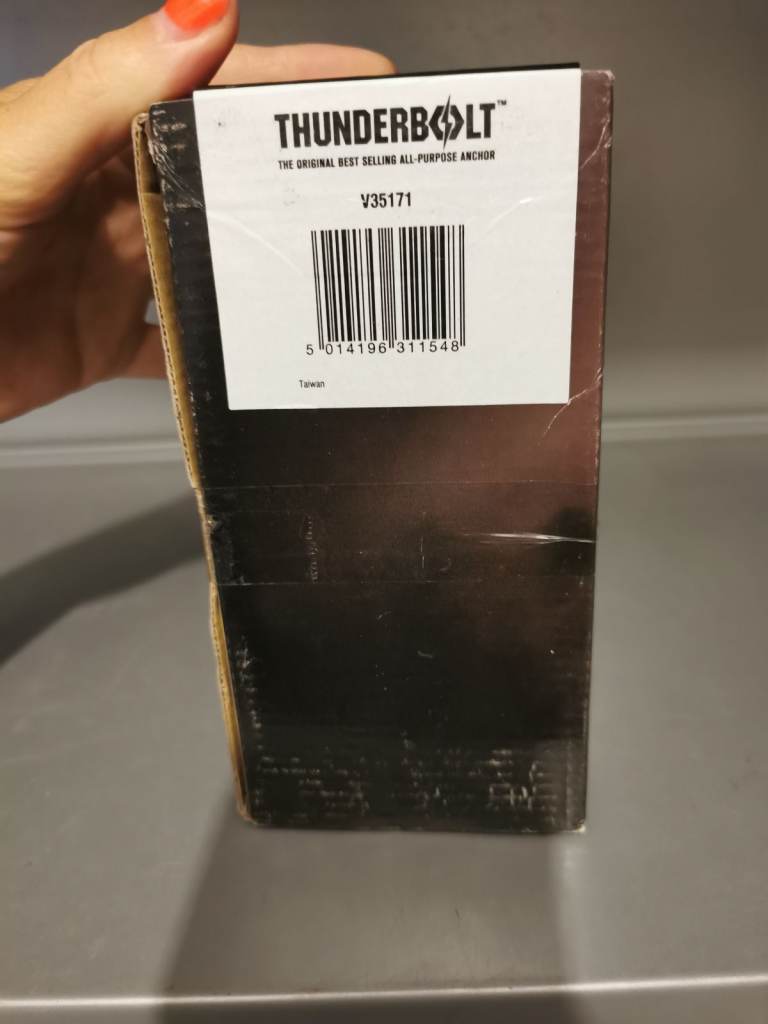 THUNDERBOLT™
THE ORIGINAL BEST SELLING ALL-PURPOSE ANCHOR
V35171
5 014196 311548
Taiwan